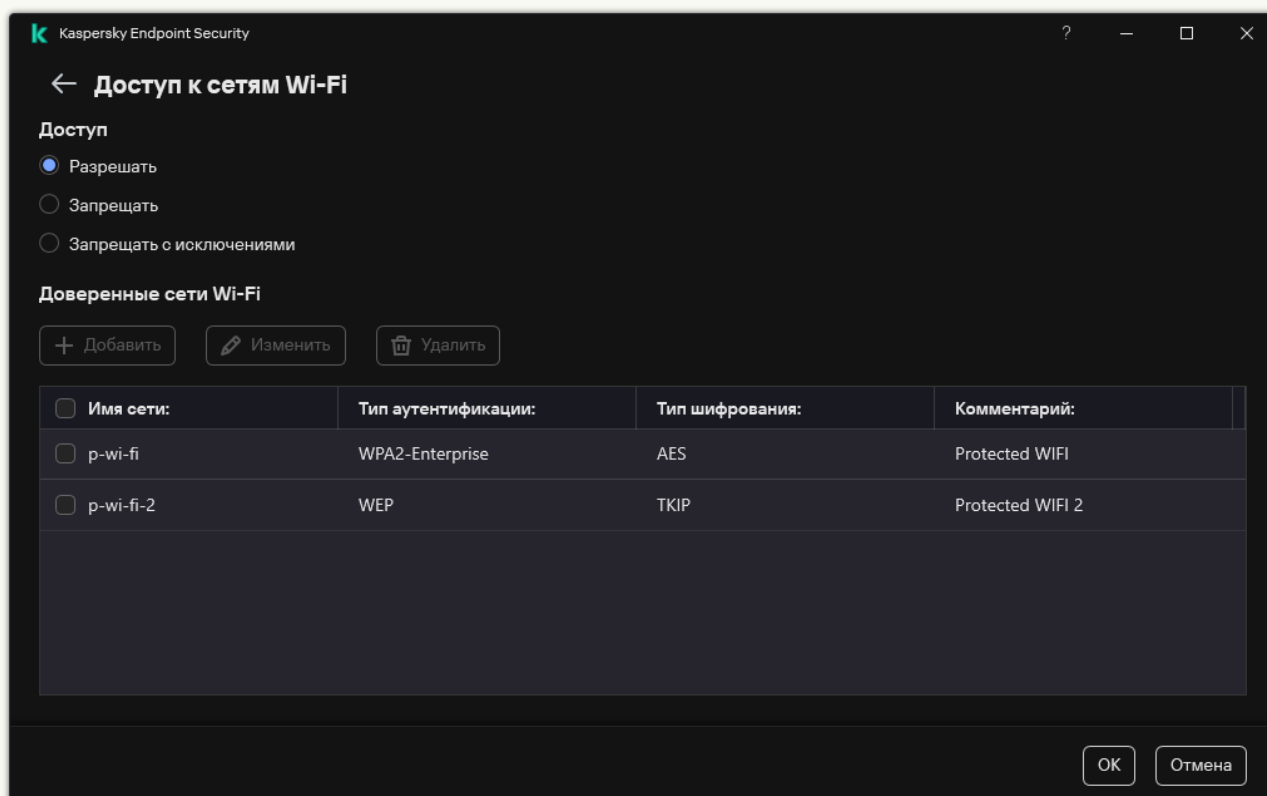 Kaspersky Endpoint Security
?
Доступ к сетям Wi-Fi
Доступ
Разрешать
Запрещать
Запрещать с исключениями
Доверенные сети Wi-Fi
Добавить Изменить Удалить
Имя сети: Тип аутентификации: Тип шифрования: Комментарий:
p-wi-fi WPA2-Enterprise AES Protected WIFI
p-wi-fi-2 WEP TKIP Protected WIFI 2
ОК Отмена